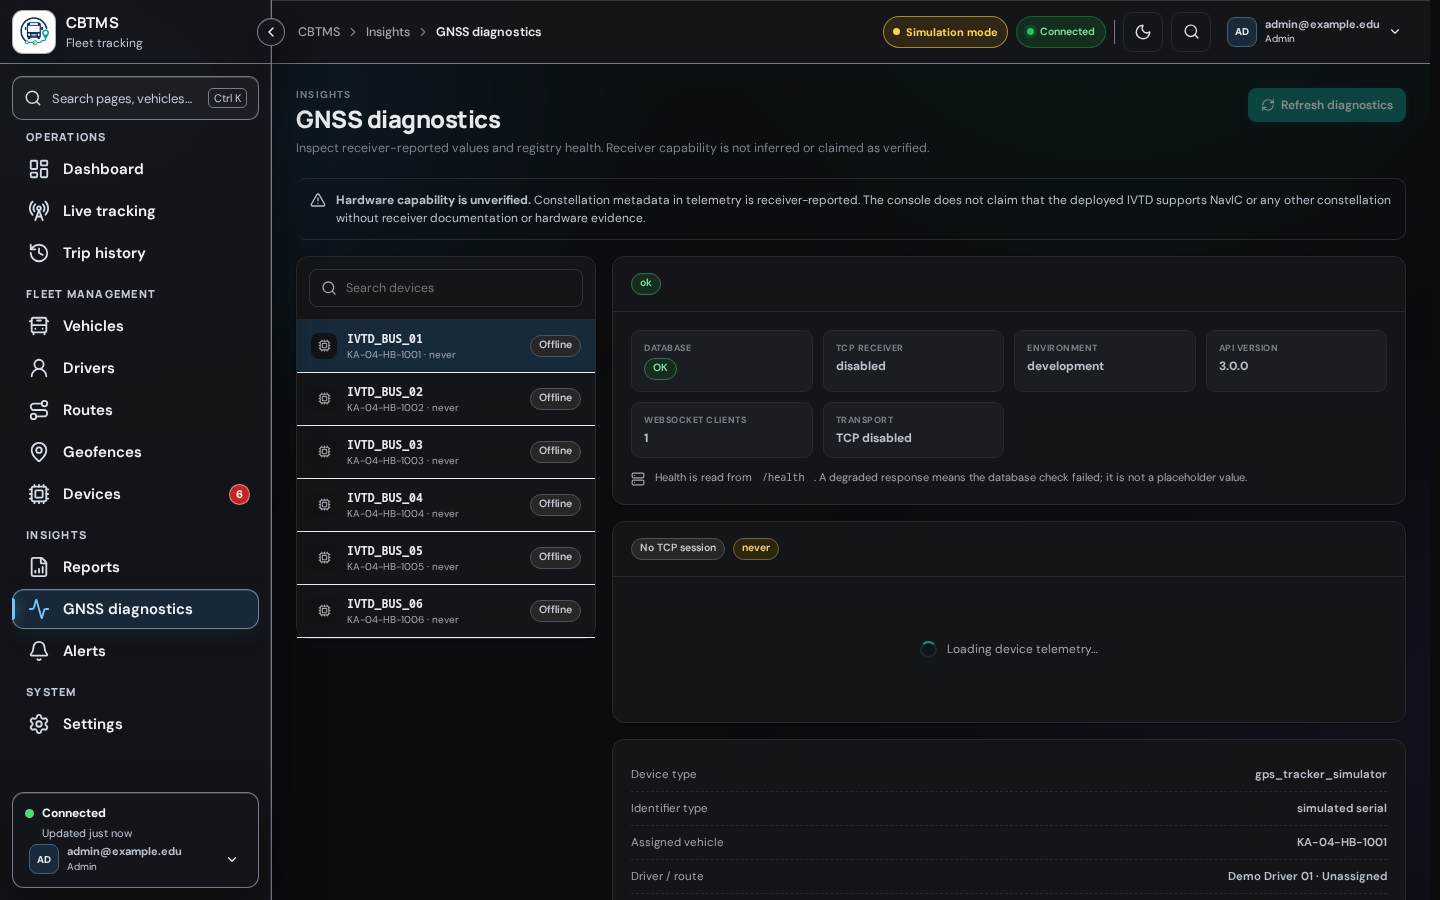 CBTMS
Fleet tracking
Search pages, vehicles...
Ctrl K
OPERATIONS
Dashboard
Live tracking
Trip history
FLEET MANAGEMENT
Vehicles
Drivers
Routes
Geofences
Devices
6
INSIGHTS
Reports
GNSS diagnostics
Alerts
SYSTEM
Settings
Connected
Updated just now
AD
admin@example.edu
Admin
CBTMS > Insights > GNSS diagnostics
Simulation mode
Connected
AD
admin@example.edu
Admin
INSIGHTS
GNSS diagnostics
Inspect receiver-reported values and registry health. Receiver capability is not inferred or claimed as verified.
Refresh diagnostics
Hardware capability is unverified. Constellation metadata in telemetry is receiver-reported. The console does not claim that the deployed IVTD supports NavIC or any other constellation
without receiver documentation or hardware evidence.
Search devices
IVTD_BUS_01
KA-04-HB-1001 · never
Offline
IVTD_BUS_02
KA-04-HB-1002 · never
Offline
IVTD_BUS_03
KA-04-HB-1003 · never
Offline
IVTD_BUS_04
KA-04-HB-1004 · never
Offline
IVTD_BUS_05
KA-04-HB-1005 · never
Offline
IVTD_BUS_06
KA-04-HB-1006 · never
Offline
ok
DATABASE
OK
TCP RECEIVER
disabled
ENVIRONMENT
development
API VERSION
3.0.0
WEBSOCKET CLIENTS
1
TRANSPORT
TCP disabled
Health is read from /health . A degraded response means the database check failed; it is not a placeholder value.
No TCP session
never
Loading device telemetry...
Device type
gps_tracker_simulator
Identifier type
simulated serial
Assigned vehicle
KA-04-HB-1001
Driver / route
Demo Driver 01 · Unassigned